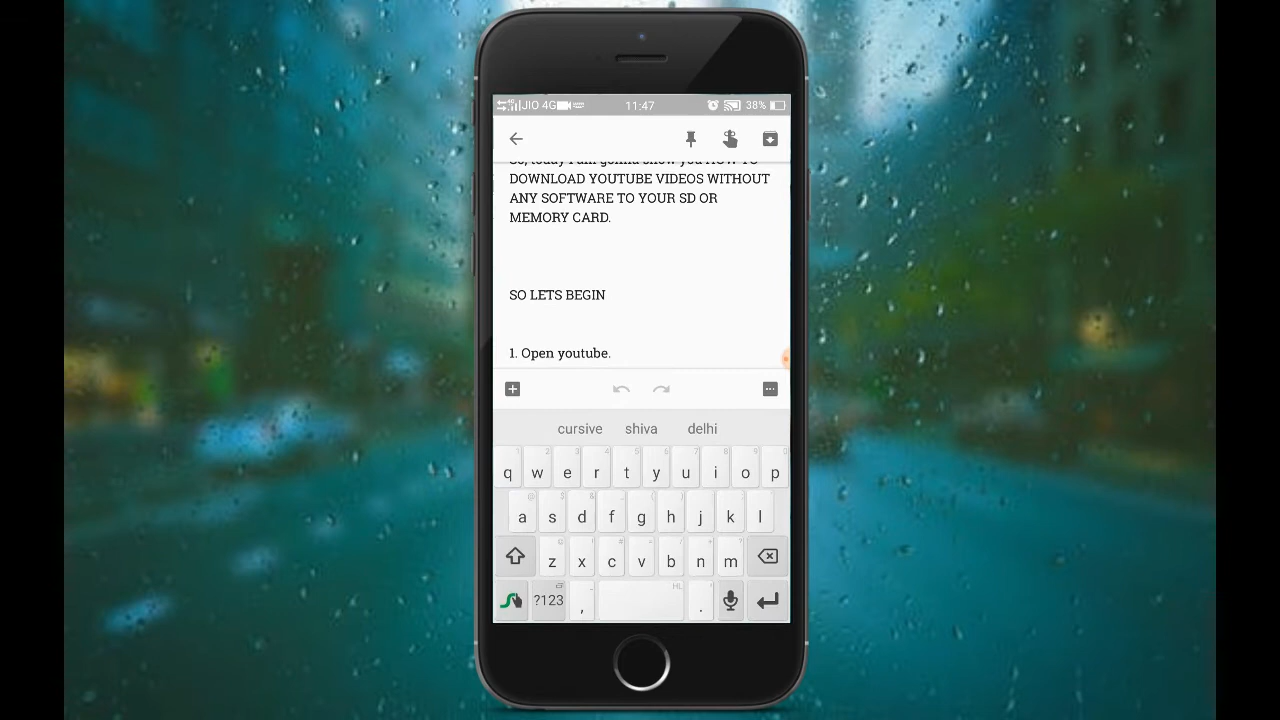 JIO 4G 11:47 38%
So, today I am gonna show you HOW TO
DOWNLOAD YOUTUBE VIDEOS WITHOUT
ANY SOFTWARE TO YOUR SD OR
MEMORY CARD.
SO LETS BEGIN
1. Open youtube.
cursive shiva delhi
q w e r t y u i o p
a s d f g h j k l
z x c v b n m
?123 , .